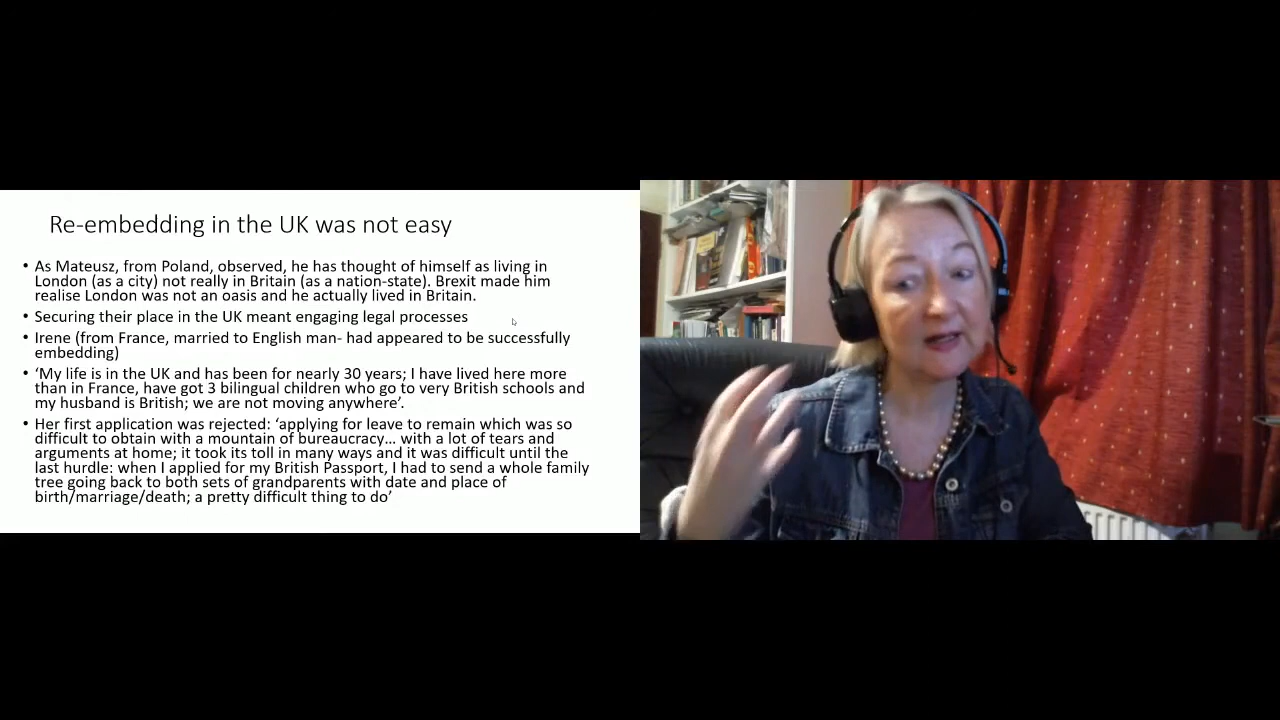 Re-embedding in the UK was not easy
• As Mateusz, from Poland, observed, he has thought of himself as living in
London (as a city) not really in Britain (as a nation-state). Brexit made him
realise London was not an oasis and he actually lived in Britain.
• Securing their place in the UK meant engaging legal processes
• Irene (from France, married to English man- had appeared to be successfully
embedding)
• ‘My life is in the UK and has been for nearly 30 years; I have lived here more
than in France, have got 3 bilingual children who go to very British schools and
my husband is British; we are not moving anywhere’.
• Her first application was rejected: ‘applying for leave to remain which was so
difficult to obtain with a mountain of bureaucracy... with a lot of tears and
arguments at home; it took its toll in many ways and it was difficult until the
last hurdle: when I applied for my British Passport, I had to send a whole family
tree going back to both sets of grandparents with date and place of
birth/marriage/death; a pretty difficult thing to do’